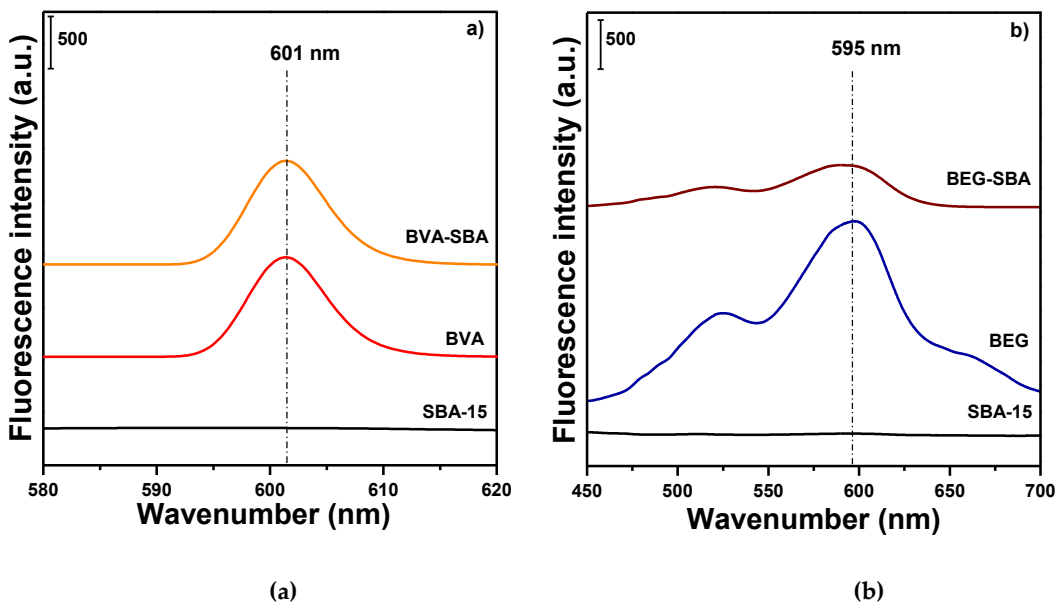 a)
500
601 nm
BVA-SBA
BVA
SBA-15
Fluorescence intensity (a.u.)
580 590 600 610 620
Wavenumber (nm)
(a)
b)
500
595 nm
BEG-SBA
BEG
SBA-15
Fluorescence intensity (a.u.)
450 500 550 600 650 700
Wavenumber (nm)
(b)